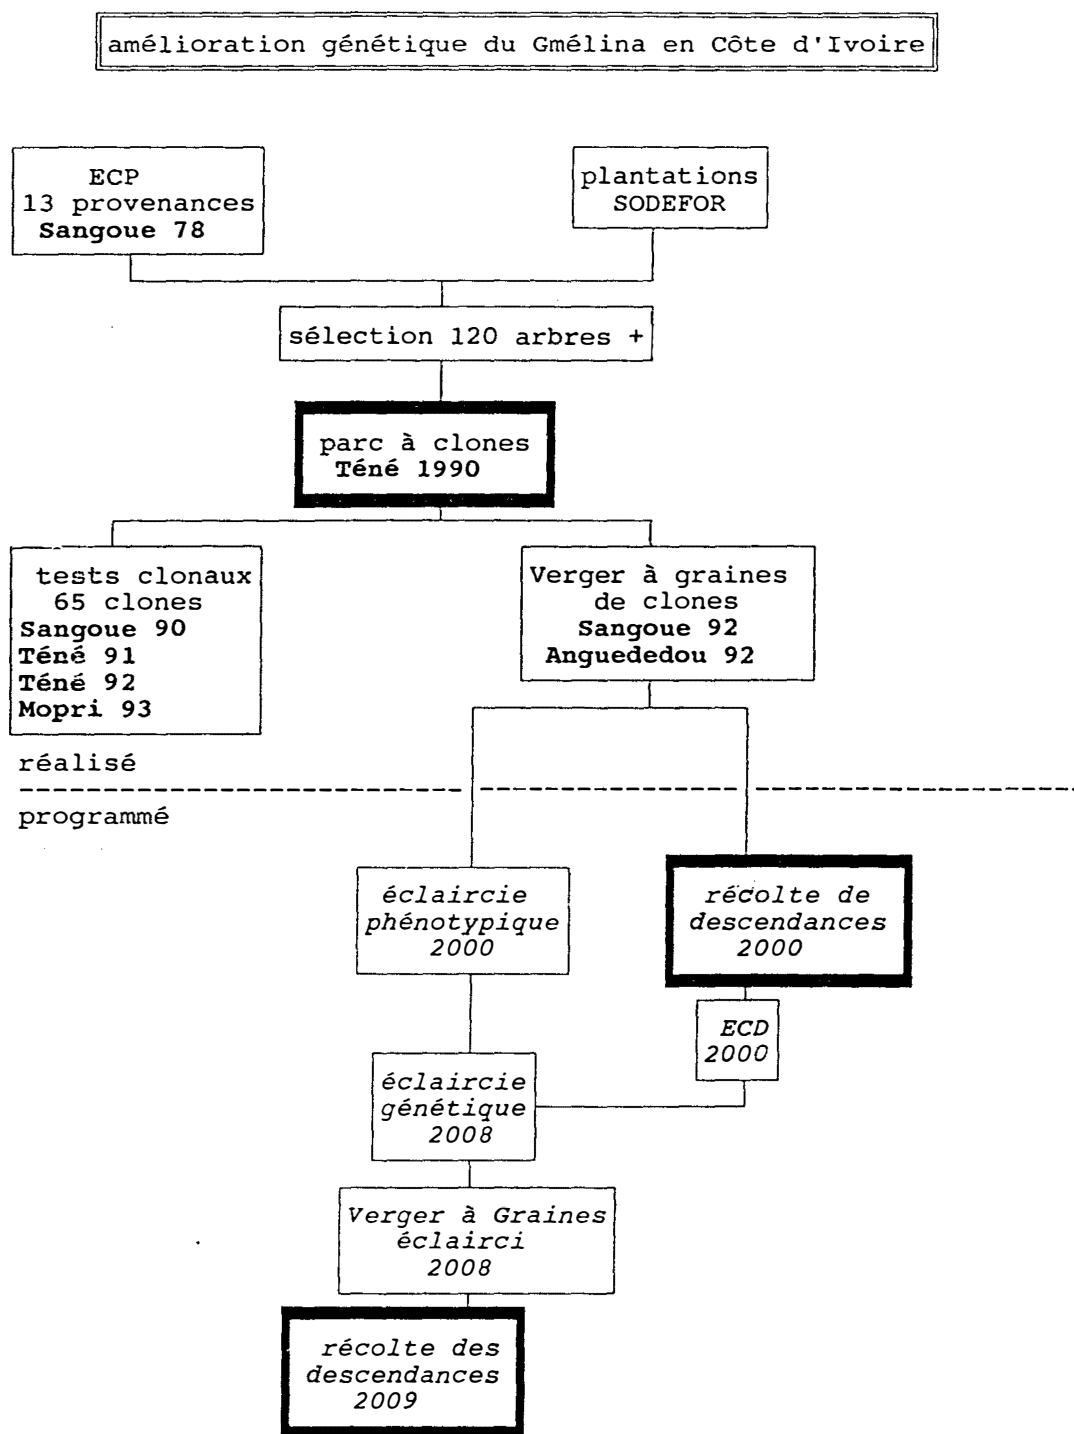 amélioration génétique du Gmélina en Côte d'Ivoire
ECP
13 provenances
Sangoue 78
plantations
SODEFOR
sélection 120 arbres +
parc à clones
Téné 1990
tests clonaux
65 clones
Sangoue 90
Téné 91
Téné 92
Mopri 93
Verger à graines
de clones
Sangoue 92
Anguededou 92
réalisé
programmé
éclaircie
phénotypique
2000
récolte de
descendances
2000
ECD
2000
éclaircie
génétique
2008
Verger à Graines
éclairci
2008
récolte des
descendances
2009